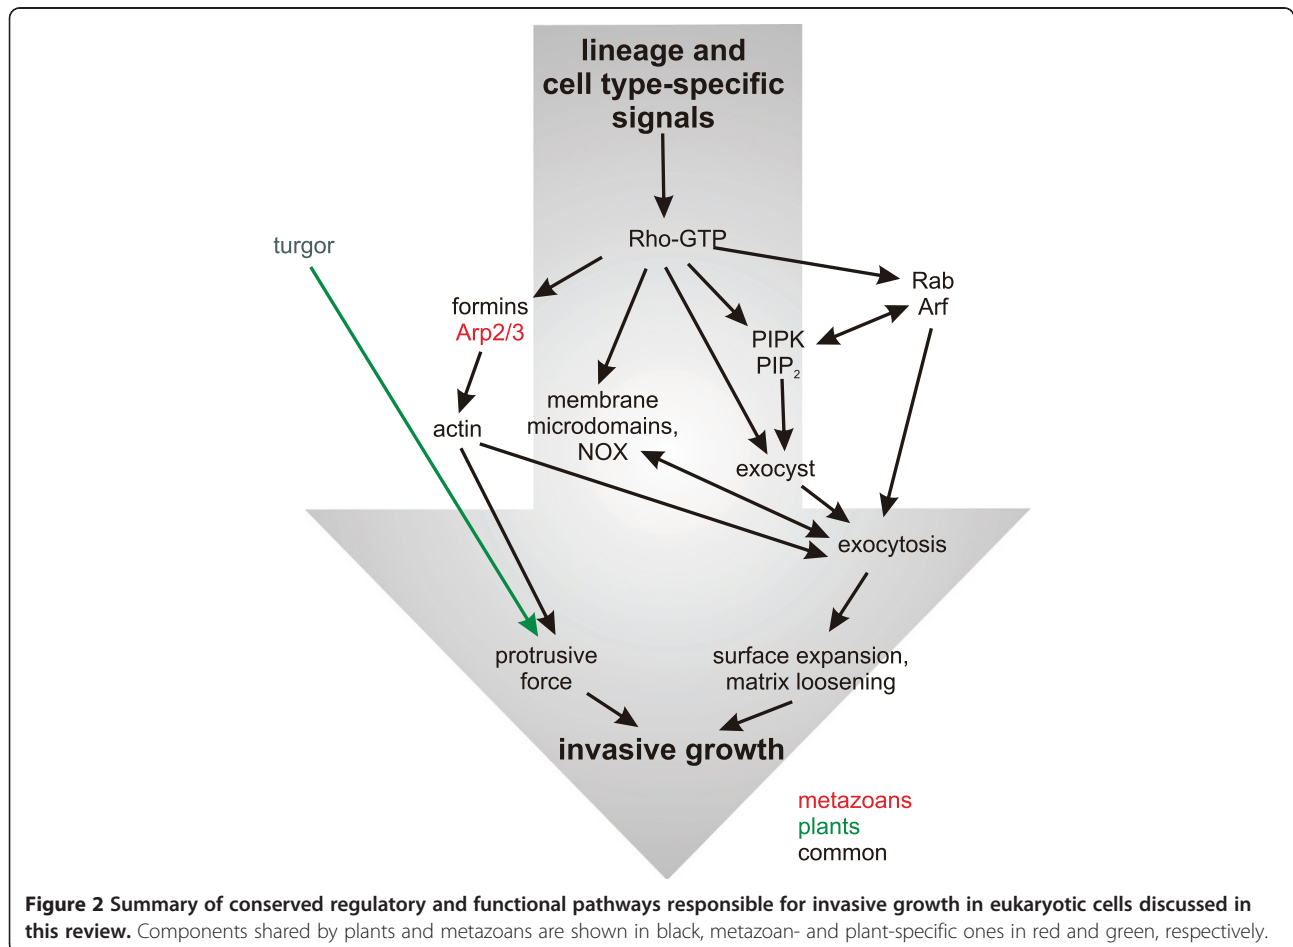 lineage and
cell type-specific
signals
Rho-GTP
turgor
Rab
Arf
formins
Arp2/3
PIPK
PIP₂
membrane
microdomains,
NOX
actin
exocyst
exocytosis
protrusive
force
surface expansion,
matrix loosening
invasive growth
metazoans
plants
common
Figure 2 Summary of conserved regulatory and functional pathways responsible for invasive growth in eukaryotic cells discussed in
this review. Components shared by plants and metazoans are shown in black, metazoan- and plant-specific ones in red and green, respectively.